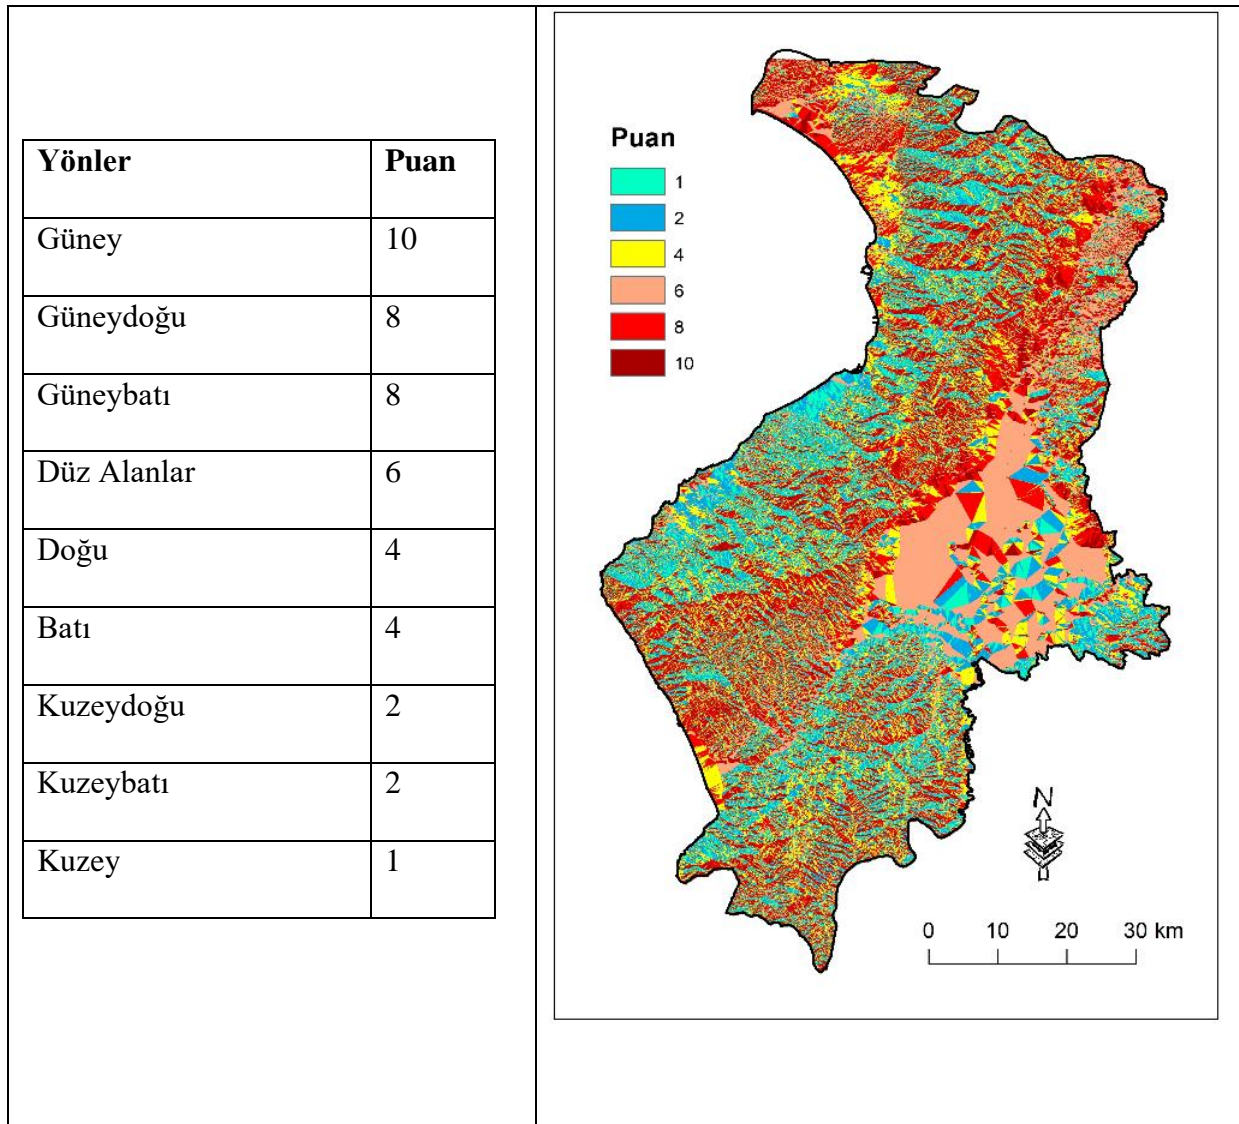 Yönler Puan
Güney 10
Güneydoğu 8
Güneybatı 8
Düz Alanlar 6
Doğu 4
Batı 4
Kuzeydoğu 2
Kuzeybatı 2
Kuzey 1
Puan
1
2
4
6
8
10
N
0 10 20 30 km